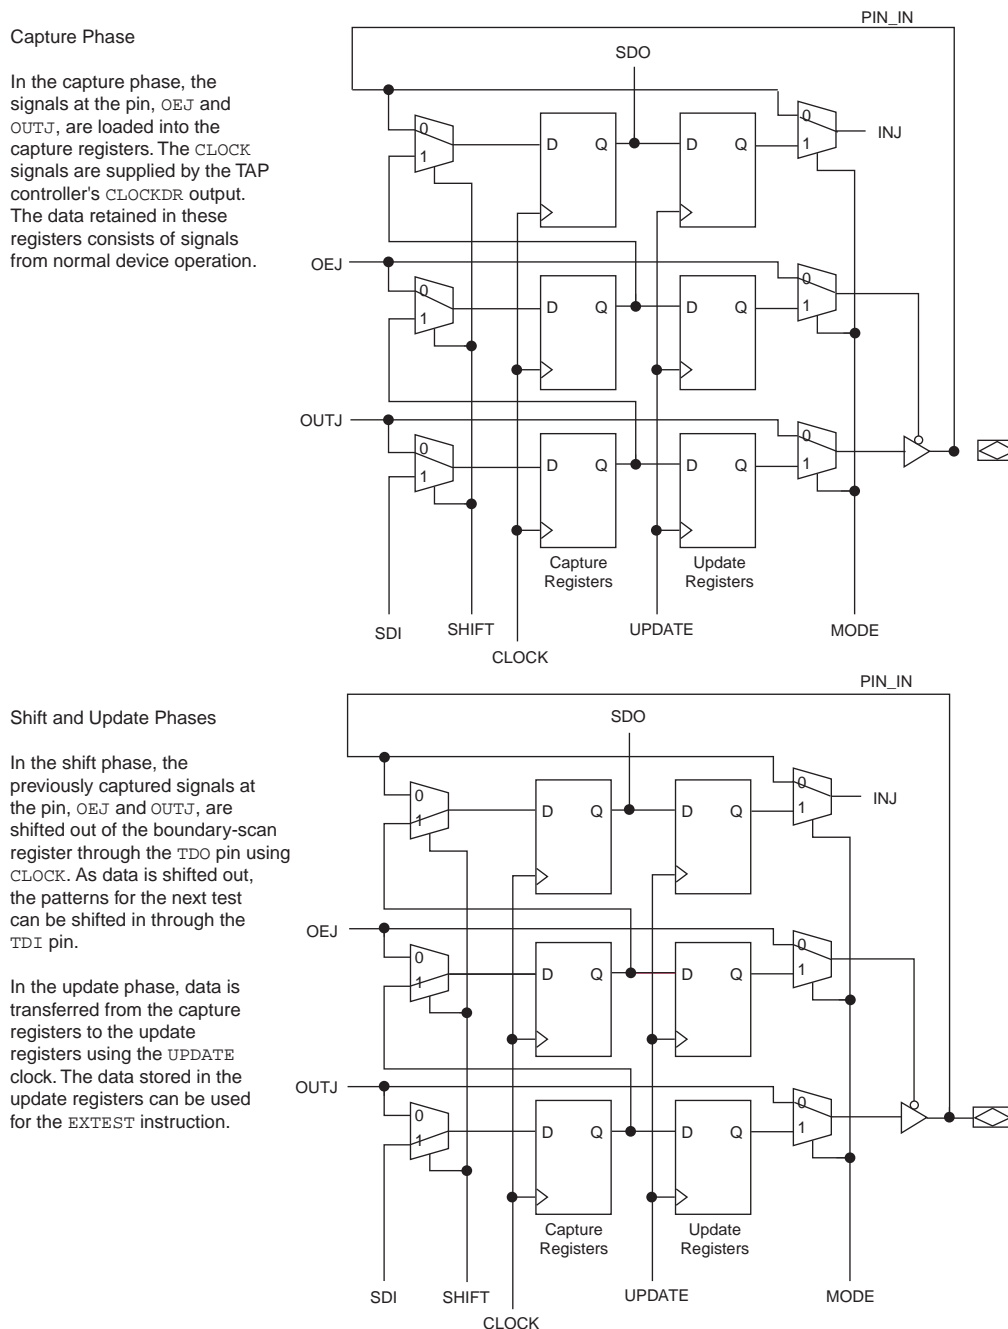 Capture Phase
In the capture phase, the
signals at the pin, OEJ and
OUTJ, are loaded into the
capture registers. The CLOCK
signals are supplied by the TAP
controller's CLOCKDR output.
The data retained in these
registers consists of signals
from normal device operation.
PIN_IN
SDO
0
1
D Q
D Q
0
1
INJ
OEJ
0
1
D Q
D Q
0
1
OUTJ
0
1
D Q
D Q
0
1
Capture
Registers
Update
Registers
SDI
SHIFT
CLOCK
UPDATE
MODE
Shift and Update Phases
In the shift phase, the
previously captured signals at
the pin, OEJ and OUTJ, are
shifted out of the boundary-scan
register through the TDO pin using
CLOCK. As data is shifted out,
the patterns for the next test
can be shifted in through the
TDI pin.
In the update phase, data is
transferred from the capture
registers to the update
registers using the UPDATE
clock. The data stored in the
update registers can be used
for the EXTEST instruction.
PIN_IN
SDO
0
1
D Q
D Q
0
1
INJ
OEJ
0
1
D Q
D Q
0
1
OUTJ
0
1
D Q
D Q
0
1
Capture
Registers
Update
Registers
SDI
SHIFT
CLOCK
UPDATE
MODE